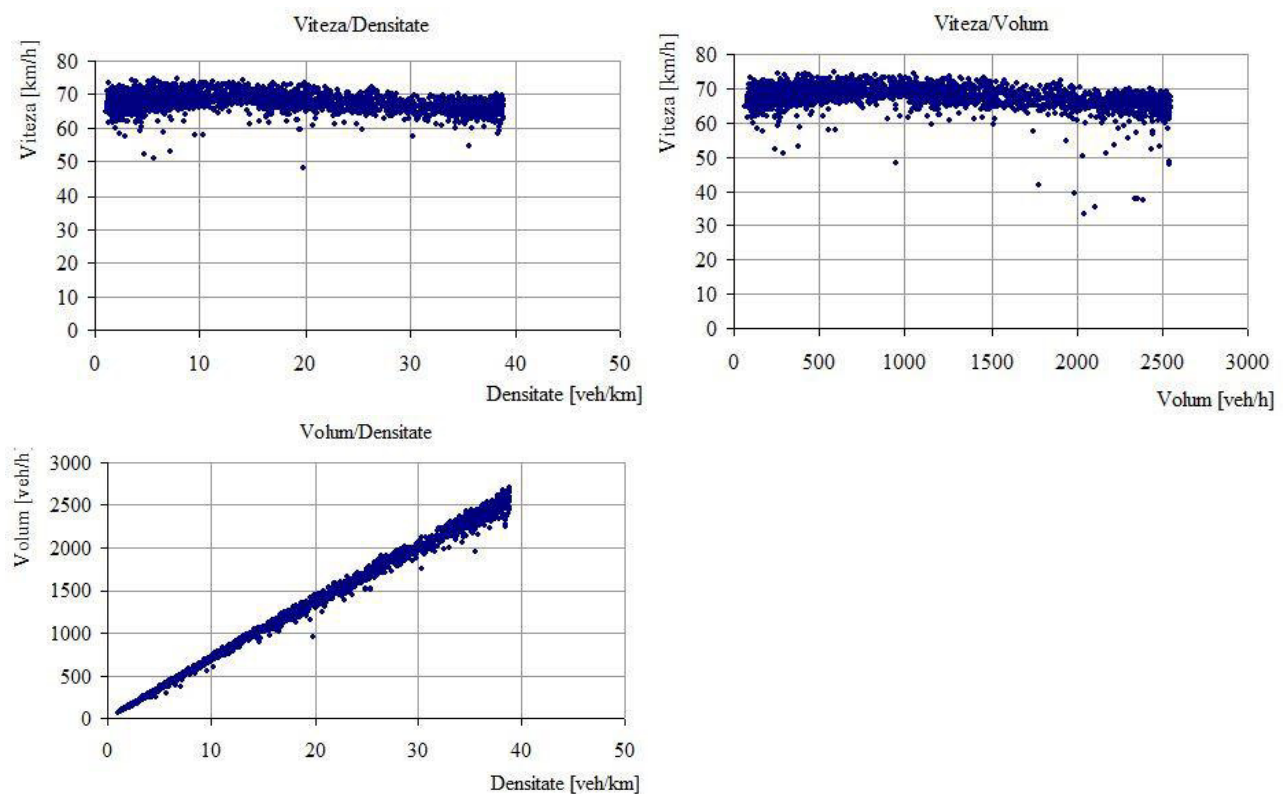 Viteza/Densitate
Viteza [km/h]
80
70
60
50
40
30
20
10
0
0 10 20 30 40 50
Densitate [veh/km]
Viteza/Volum
Viteza [km/h]
80
70
60
50
40
30
20
10
0
0 500 1000 1500 2000 2500 3000
Volum [veh/h]
Volum/Densitate
Volum [veh/h]
3000
2500
2000
1500
1000
500
0
0 10 20 30 40 50
Densitate [veh/km]